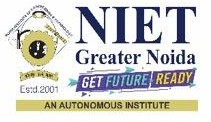 NIET
Greater Noida
GET FUTURE READY
Estd.2001
AN AUTONOMOUS INSTITUTE